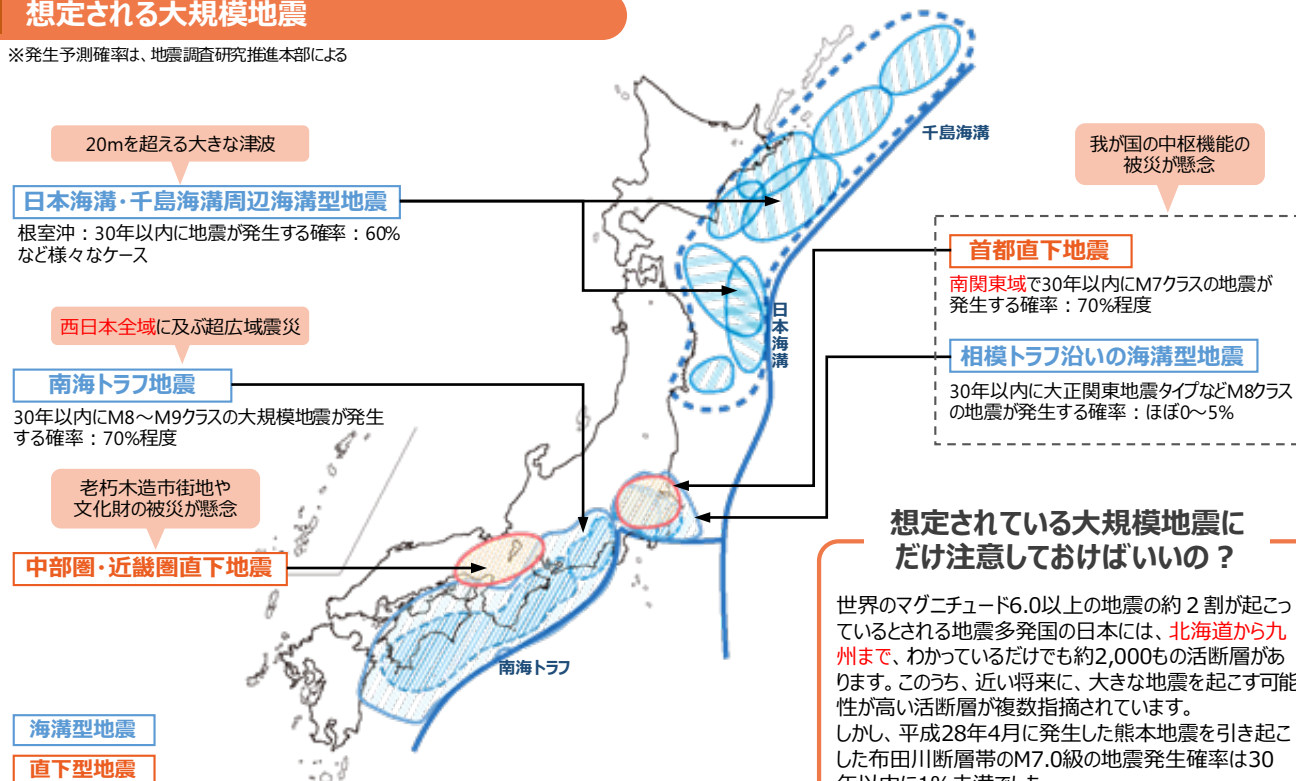 想定される大規模地震
※発生予測確率は、地震調査研究推進本部による
20mを超える大きな津波
日本海溝・千島海溝周辺海溝型地震
根室沖：30年以内に地震が発生する確率：60%
など様々なケース
西日本全域に及ぶ超広域震災
南海トラフ地震
30年以内にM8～M9クラスの大規模地震が発生
する確率：70%程度
老朽木造市街地や
文化財の被災が懸念
中部圏・近畿圏直下地震
海溝型地震
直下型地震
千島海溝
日本海溝
南海トラフ
我が国の中枢機能の
被災が懸念
首都直下地震
南関東域で30年以内にM7クラスの地震が
発生する確率：70%程度
相模トラフ沿いの海溝型地震
30年以内に大正関東地震タイプなどM8クラス
の地震が発生する確率：ほぼ0～5%
想定されている大規模地震に
だけ注意しておけばいいの？
世界のマグニチュード6.0以上の地震の約２割が起こっ
ているとされる地震多発国の日本には、北海道から九
州まで、わかっているだけでも約2,000もの活断層があ
ります。このうち、近い将来に、大きな地震を起こす可能
性が高い活断層が複数指摘されています。
しかし、平成28年4月に発生した熊本地震を引き起こ
した布田川断層帯のM7.0級の地震発生確率は30
年以内に1%未満でした